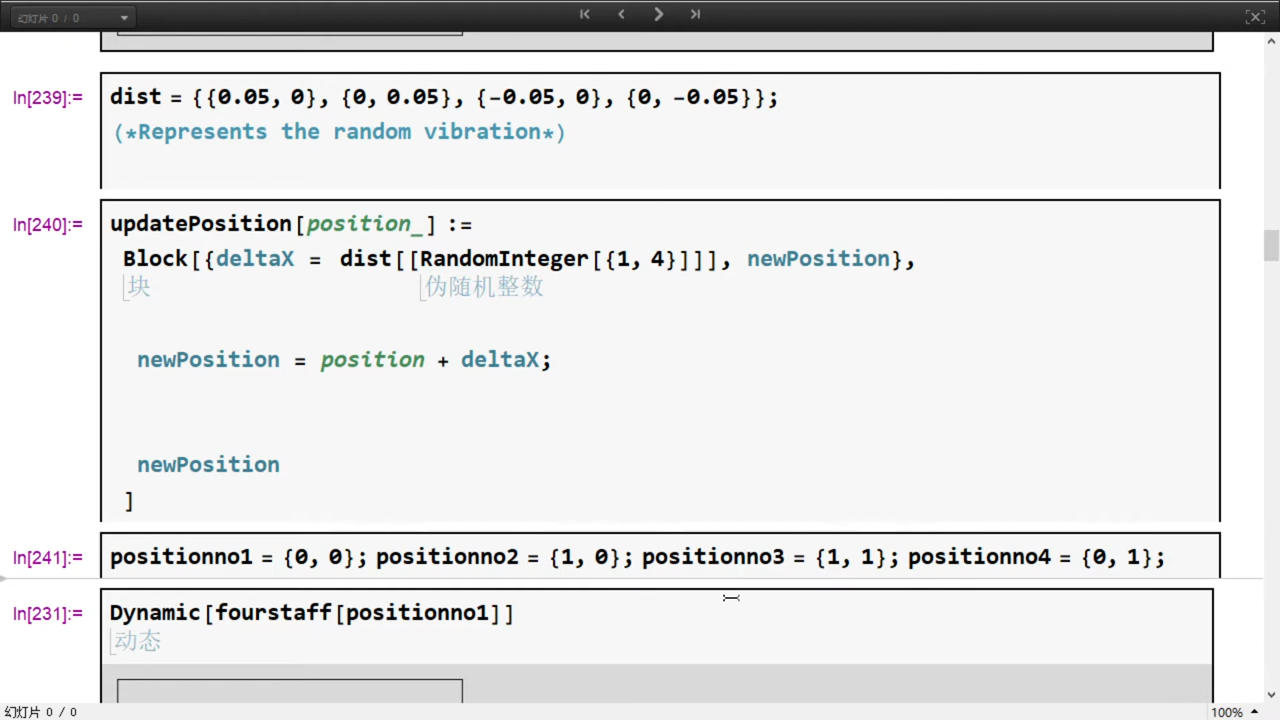 幻灯片 0 / 0
In[239]:= dist = {{0.05, 0}, {0, 0.05}, {-0.05, 0}, {0, -0.05}};
(*Represents the random vibration*)
In[240]:= updatePosition[position_] :=
Block[{deltaX = dist[[RandomInteger[{1, 4}]]], newPosition},
块 伪随机整数
newPosition = position + deltaX;
newPosition
]
In[241]:= positionno1 = {0, 0}; positionno2 = {1, 0}; positionno3 = {1, 1}; positionno4 = {0, 1};
In[231]:= Dynamic[fourstaff[positionno1]]
动态
幻灯片 0 / 0 100%